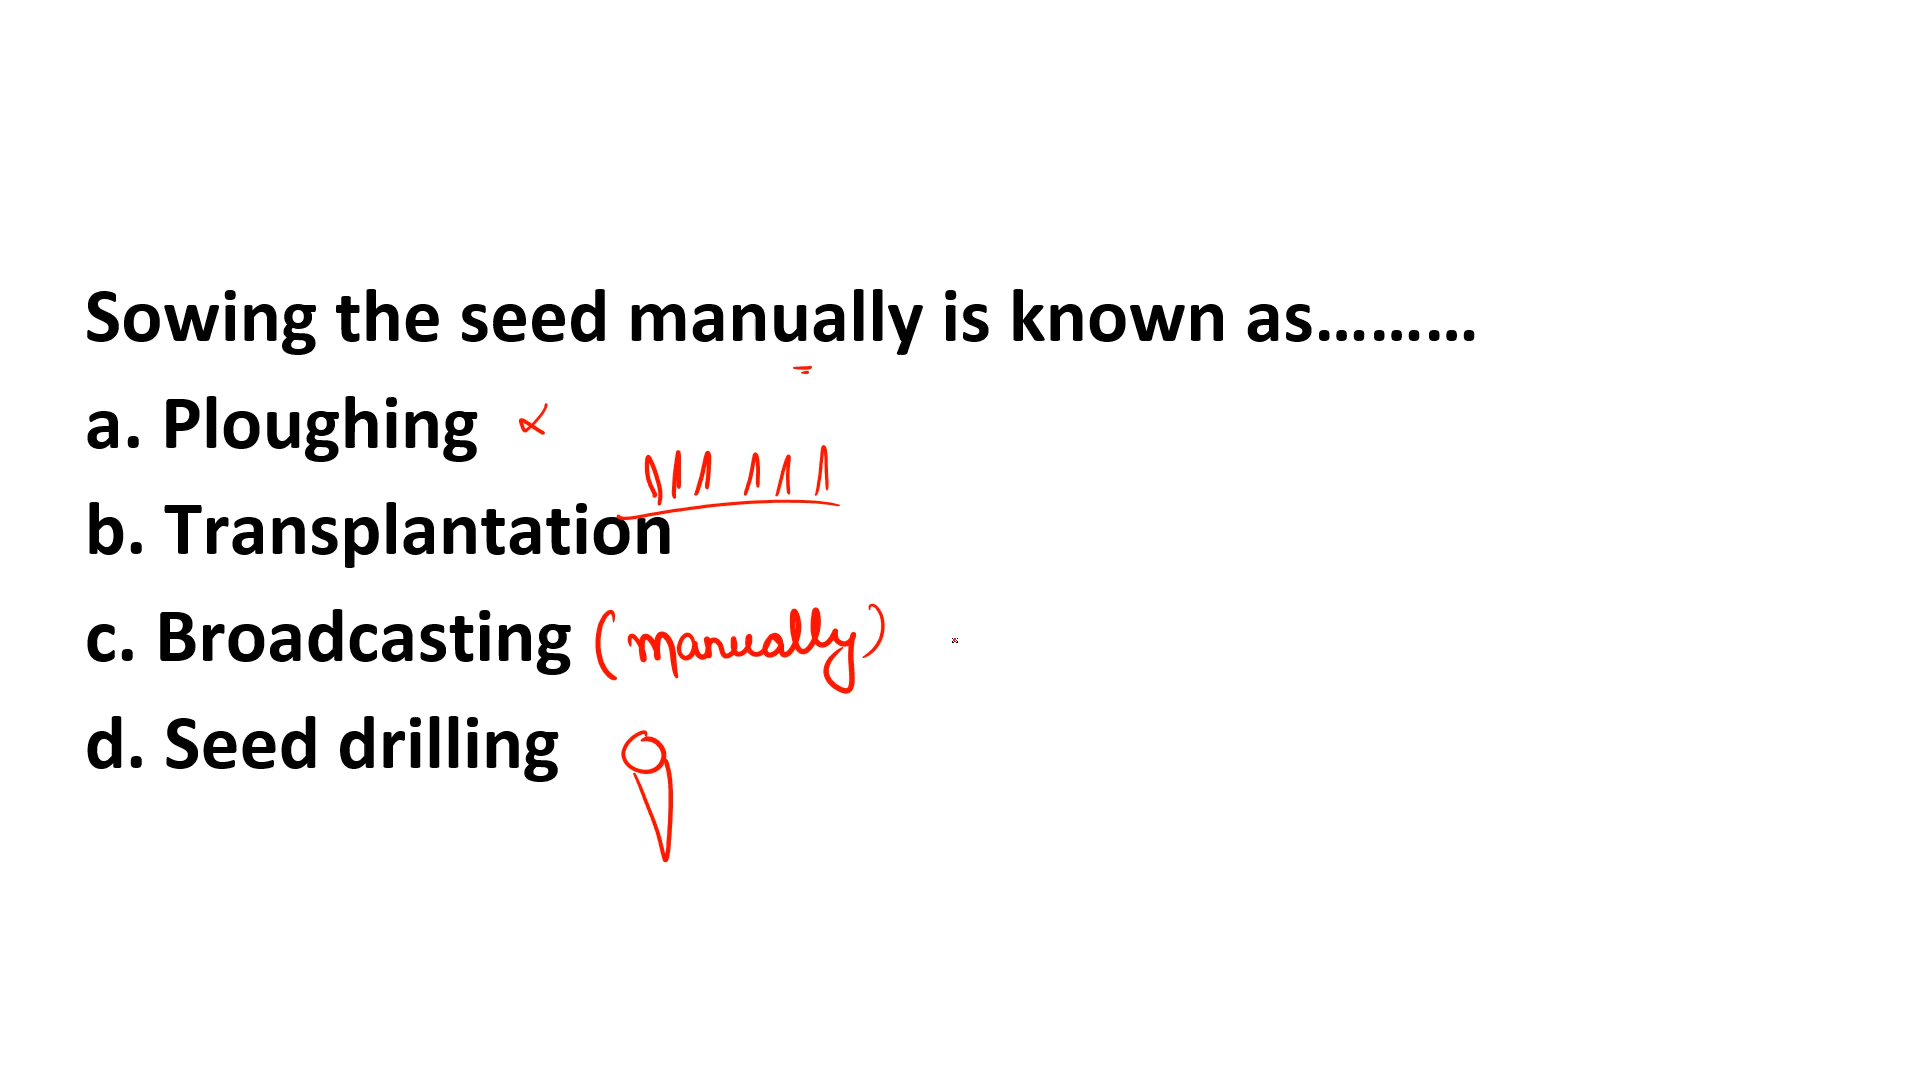 Sowing the seed manually is known as.........
a. Ploughing
b. Transplantation
c. Broadcasting (manually)
d. Seed drilling